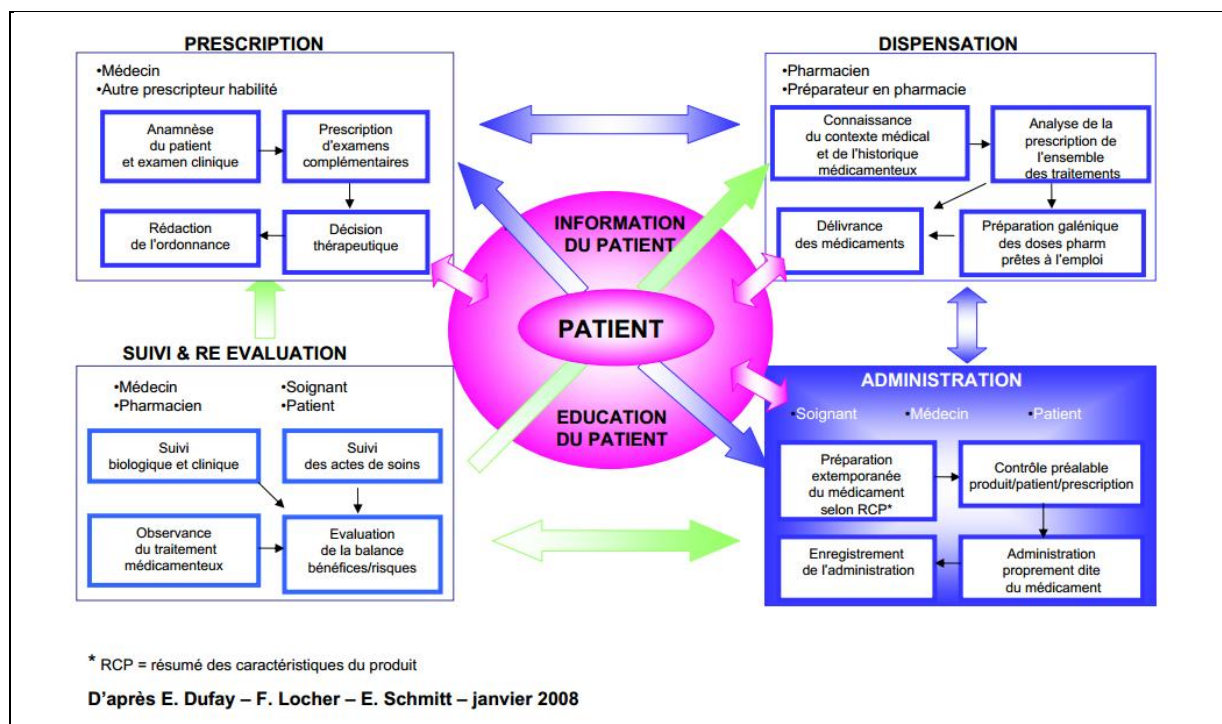 PRESCRIPTION
•Médecin
•Autre prescripteur habilité
Anamnèse
du patient
et examen clinique
Prescription
d'examens
complémentaires
Rédaction
de l'ordonnance
Décision
thérapeutique
DISPENSATION
•Pharmacien
•Préparateur en pharmacie
Connaissance
du contexte médical
et de l'historique
médicamenteux
Analyse de la
prescription de
l'ensemble
des traitements
Délivrance
des médicaments
Préparation galénique
des doses pharm
prêtes à l'emploi
INFORMATION
DU PATIENT
PATIENT
EDUCATION
DU PATIENT
SUIVI & RE EVALUATION
•Médecin
•Pharmacien
•Soignant
•Patient
Suivi
biologique et clinique
Suivi
des actes de soins
Observance
du traitement
médicamenteux
Evaluation
de la balance
bénéfices/risques
ADMINISTRATION
•Soignant
•Médecin
•Patient
Préparation
extemporanée
du médicament
selon RCP*
Contrôle préalable
produit/patient/prescription
Enregistrement
de l'administration
Administration
proprement dite
du médicament
* RCP = résumé des caractéristiques du produit
D'après E. Dufay – F. Locher – E. Schmitt – janvier 2008